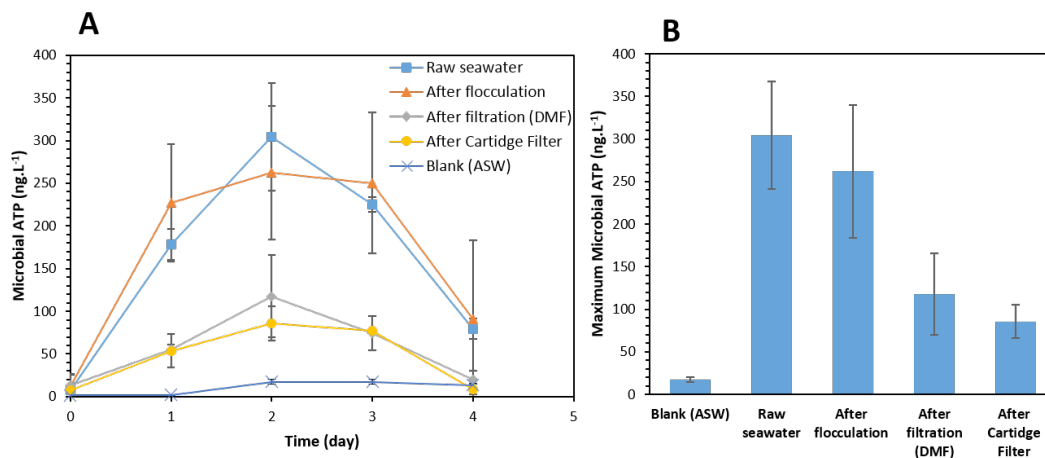 A
Microbial ATP (ng.L-1)
400
350
300
250
200
150
100
50
0
0 1 2 3 4 5
Time (day)
Raw seawater
After flocculation
After filtration (DMF)
After Cartidge Filter
Blank (ASW)
B
Maximum Microbial ATP (ng.L-1)
400
350
300
250
200
150
100
50
0
Blank (ASW)
Raw
seawater
After
flocculation
After
filtration
(DMF)
After
Cartidge
Filter